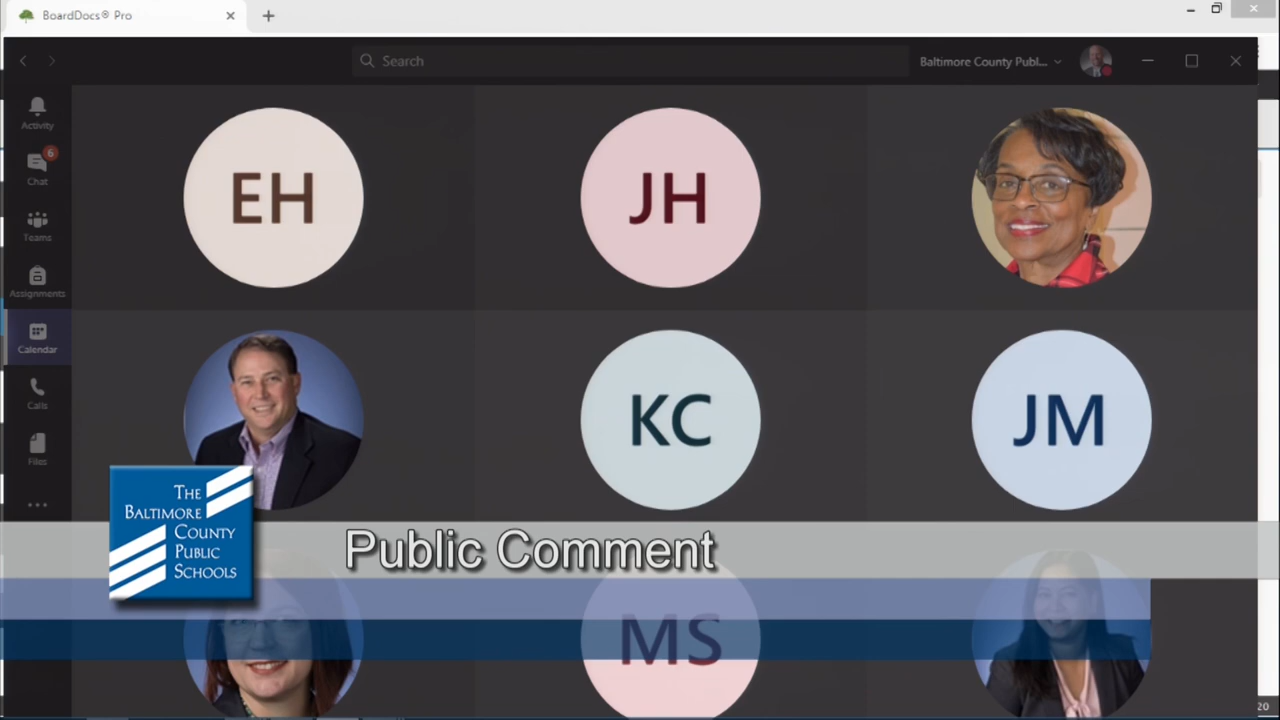 BoardDocs® Pro
Search
Baltimore County Publ...
Activity
6
Chat
Teams
Assignments
Calendar
Calls
Files
EH
JH
KC
JM
THE
BALTIMORE
COUNTY
PUBLIC
SCHOOLS
Public Comment
MS
20